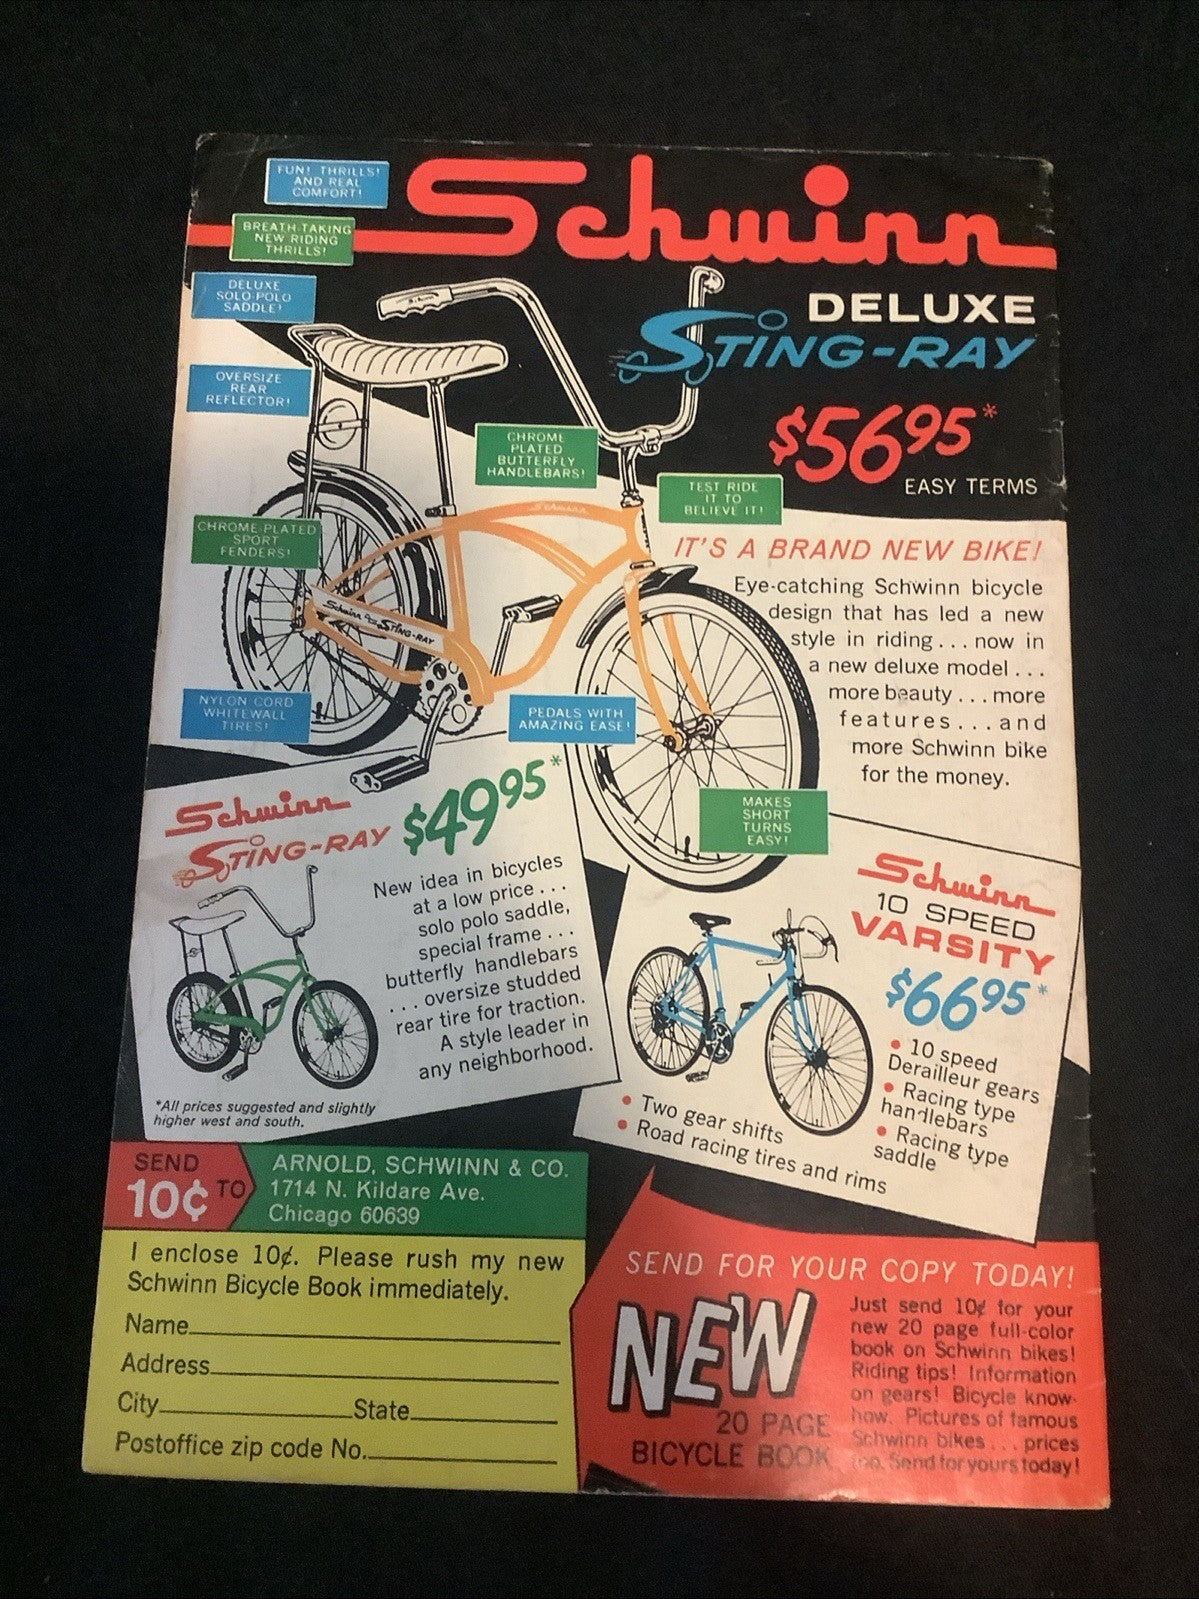 FUN! THRILLS!
AND REAL
COMFORT!
Schwinn
BREATH-TAKING
NEW RIDING
THRILLS!
DELUXE
SOLO-POLO
SADDLE!
DELUXE
STING-RAY
OVERSIZE
REAR
REFLECTOR!
$56.95*
EASY TERMS
CHROME
PLATED
BUTTERFLY
HANDLEBARS!
TEST RIDE
IT TO
BELIEVE IT!
CHROME-PLATED
SPORT
FENDERS!
Schwinn
Schwinn
STING-RAY
IT'S A BRAND NEW BIKE!
Eye-catching Schwinn bicycle
design that has led a new
style in riding . . . now in
a new deluxe model . . .
more beauty . . . more
features . . . and
more Schwinn bike
for the money.
NYLON CORD
WHITEWALL
TIRES!
PEDALS WITH
AMAZING EASE!
MAKES
SHORT
TURNS
EASY!
Schwinn
STING-RAY
$49.95*
New idea in bicycles
at a low price . . .
solo polo saddle,
special frame . . .
butterfly handlebars
. . . oversize studded
rear tire for traction.
A style leader in
any neighborhood.
*All prices suggested and slightly
higher west and south.
Schwinn
10 SPEED
VARSITY
$66.95*
• 10 speed
Derailleur gears
• Racing type
handlebars
• Racing type
saddle
• Two gear shifts
• Road racing tires and rims
SEND
10¢ TO
ARNOLD, SCHWINN & CO.
1714 N. Kildare Ave.
Chicago 60639
I enclose 10¢. Please rush my new
Schwinn Bicycle Book immediately.
Name
Address
City State
Postoffice zip code No.
SEND FOR YOUR COPY TODAY!
NEW
20 PAGE
BICYCLE BOOK
Just send 10¢ for your
new 20 page full-color
book on Schwinn bikes!
Riding tips! Information
on gears! Bicycle know-
how. Pictures of famous
Schwinn bikes . . . prices
too. Send for yours today!